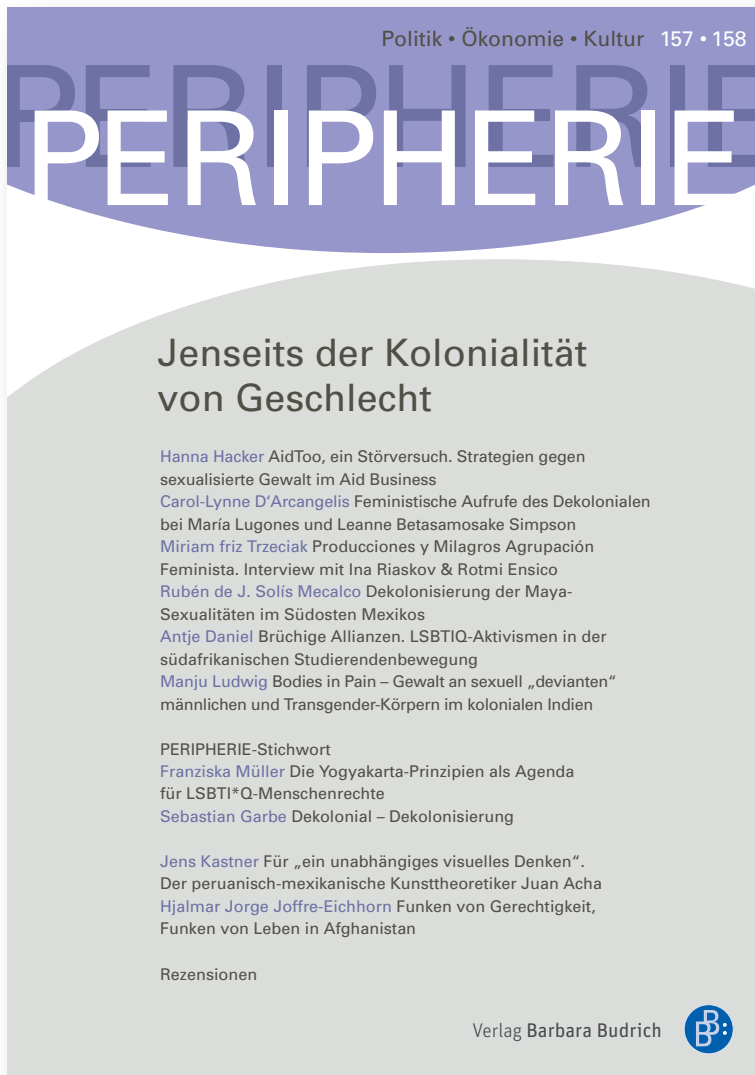 Politik • Ökonomie • Kultur 157 • 158
PERIPHERIE
PERIPHERIE
Jenseits der Kolonialität
von Geschlecht
Hanna Hacker AidToo, ein Störversuch. Strategien gegen
sexualisierte Gewalt im Aid Business
Carol-Lynne D’Arcangelis Feministische Aufrufe des Dekolonialen
bei María Lugones und Leanne Betasamosake Simpson
Miriam friz Trzeciak Producciones y Milagros Agrupación
Feminista. Interview mit Ina Riaskov & Rotmi Ensico
Rubén de J. Solís Mecalco Dekolonisierung der Maya-
Sexualitäten im Südosten Mexikos
Antje Daniel Brüchige Allianzen. LSBTIQ-Aktivismen in der
südafrikanischen Studierendenbewegung
Manju Ludwig Bodies in Pain – Gewalt an sexuell „devianten“
männlichen und Transgender-Körpern im kolonialen Indien
PERIPHERIE-Stichwort
Franziska Müller Die Yogyakarta-Prinzipien als Agenda
für LSBTI*Q-Menschenrechte
Sebastian Garbe Dekolonial – Dekolonisierung
Jens Kastner Für „ein unabhängiges visuelles Denken“.
Der peruanisch-mexikanische Kunsttheoretiker Juan Acha
Hjalmar Jorge Joffre-Eichhorn Funken von Gerechtigkeit,
Funken von Leben in Afghanistan
Rezensionen
Verlag Barbara Budrich BB: